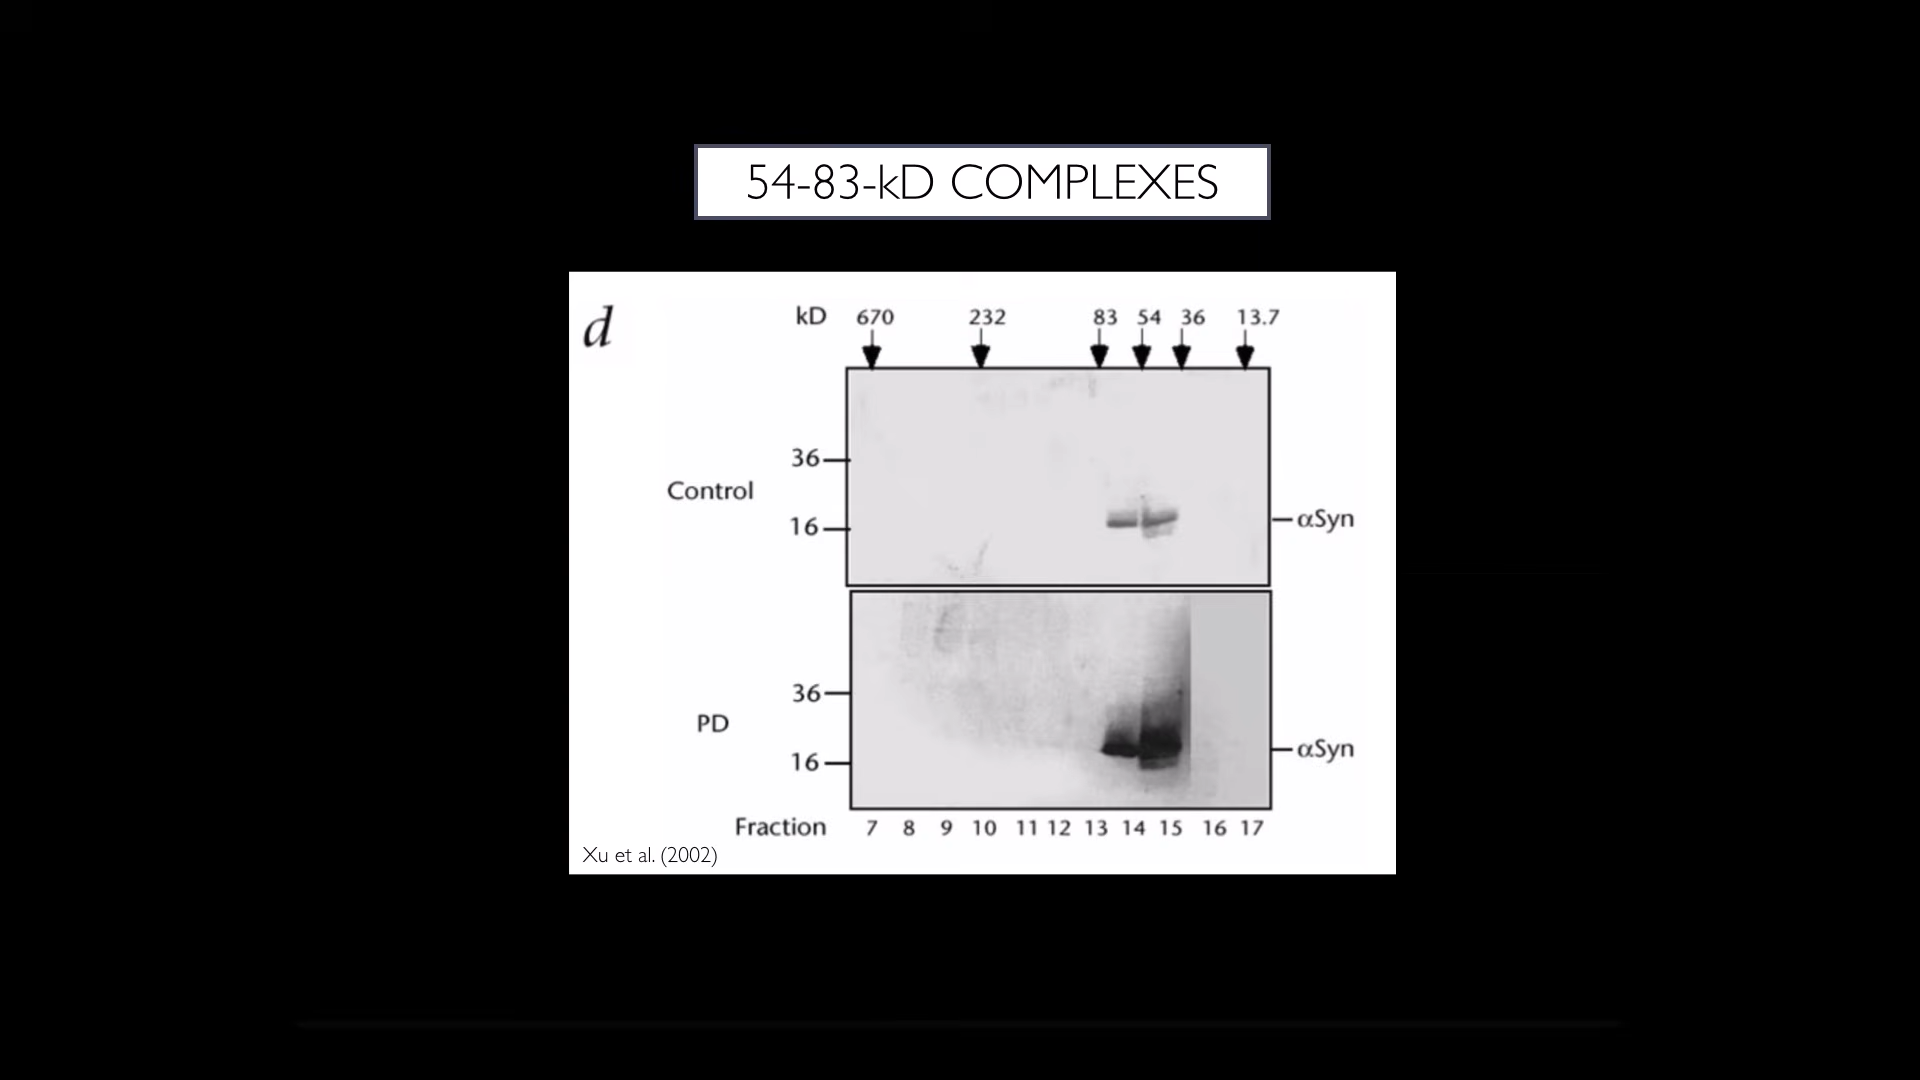 54-83-kD COMPLEXES
d
kD 670 232 83 54 36 13.7
36
Control
16
αSyn
36
PD
16
αSyn
Fraction 7 8 9 10 11 12 13 14 15 16 17
Xu et al. (2002)